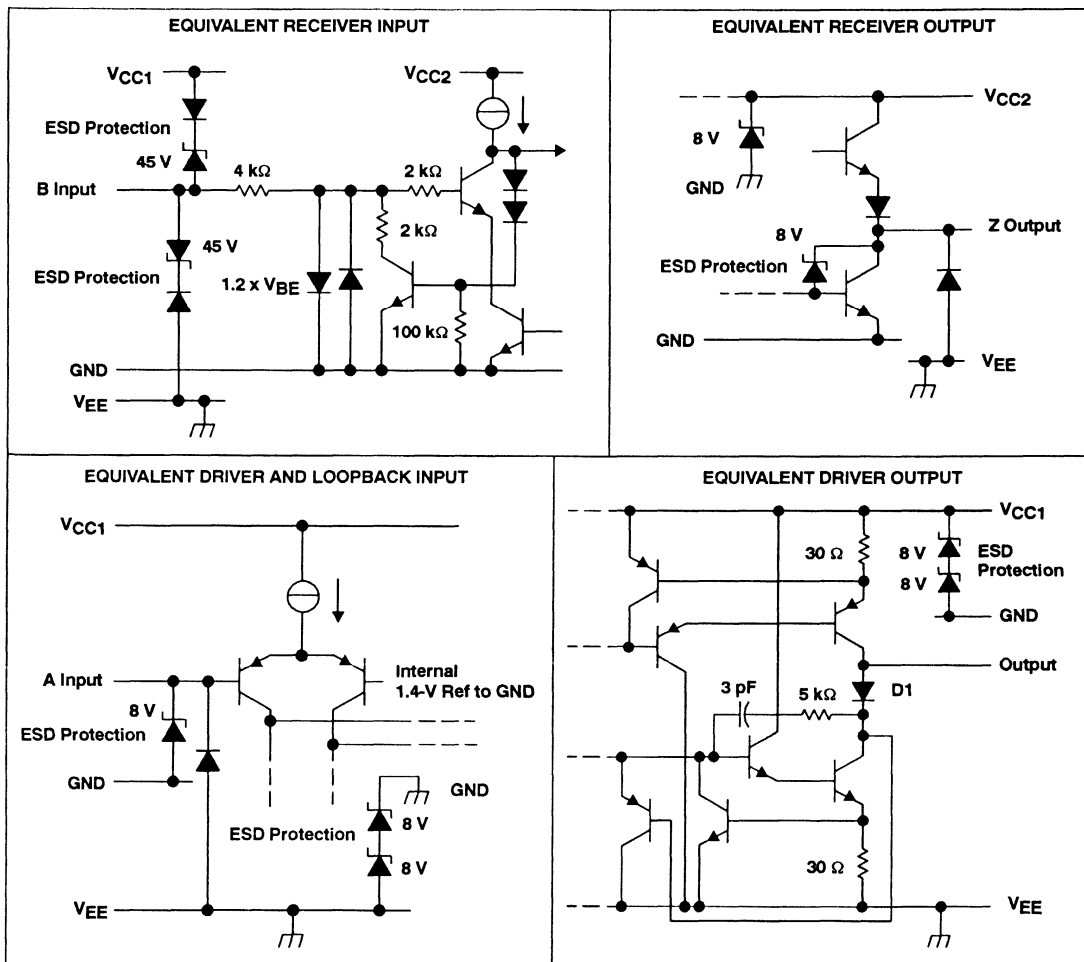 EQUIVALENT RECEIVER INPUT
VCC1
VCC2
ESD Protection
45 V
4 kΩ
2 kΩ
B Input
2 kΩ
45 V
ESD Protection
1.2 x VBE
100 kΩ
GND
VEE
EQUIVALENT RECEIVER OUTPUT
VCC2
8 V
GND
Z Output
8 V
ESD Protection
GND
VEE
EQUIVALENT DRIVER AND LOOPBACK INPUT
VCC1
A Input
Internal
1.4-V Ref to GND
8 V
ESD Protection
GND
GND
ESD Protection
8 V
8 V
VEE
EQUIVALENT DRIVER OUTPUT
VCC1
30 Ω
8 V
ESD
Protection
8 V
GND
Output
D1
3 pF
5 kΩ
30 Ω
VEE